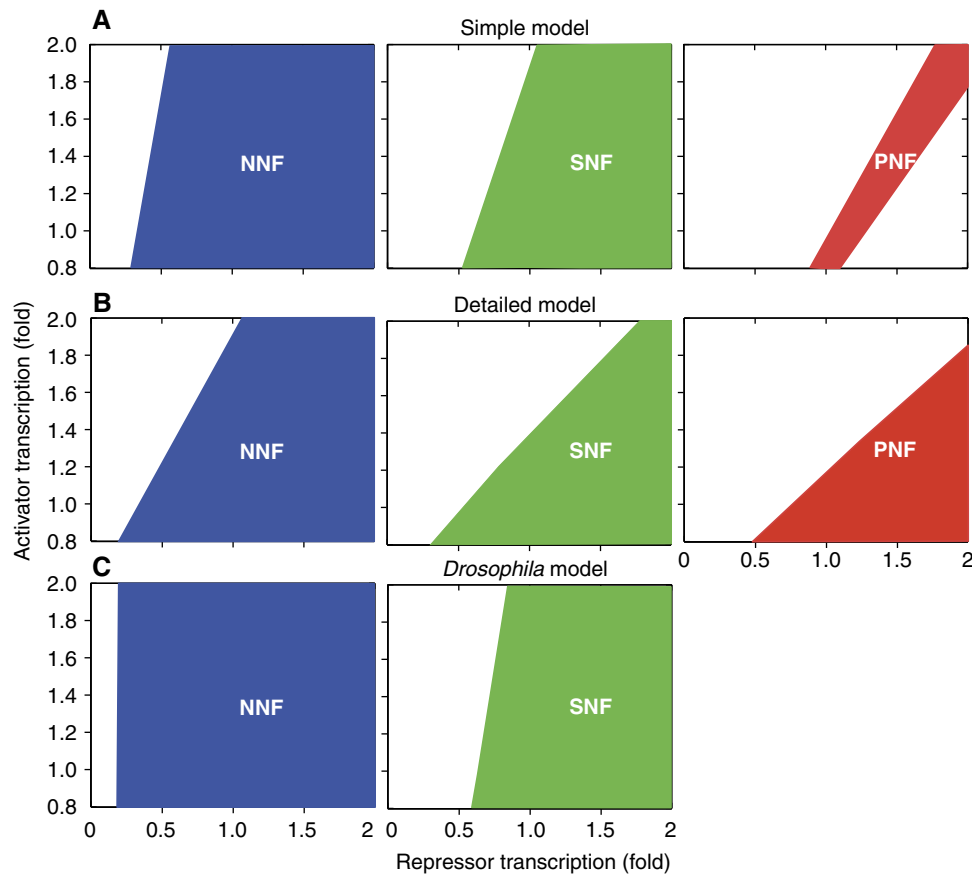 A
Simple model
2.0
1.8
1.6
1.4
1.2
1.0
0.8
NNF
SNF
PNF
B
Detailed model
2.0
1.8
1.6
1.4
1.2
1.0
0.8
NNF
SNF
PNF
0 0.5 1.0 1.5 2
C
Drosophila model
2.0
1.8
1.6
1.4
1.2
1.0
0.8
NNF
SNF
0 0.5 1.0 1.5 2
0 0.5 1.0 1.5 2
Activator transcription (fold)
Repressor transcription (fold)